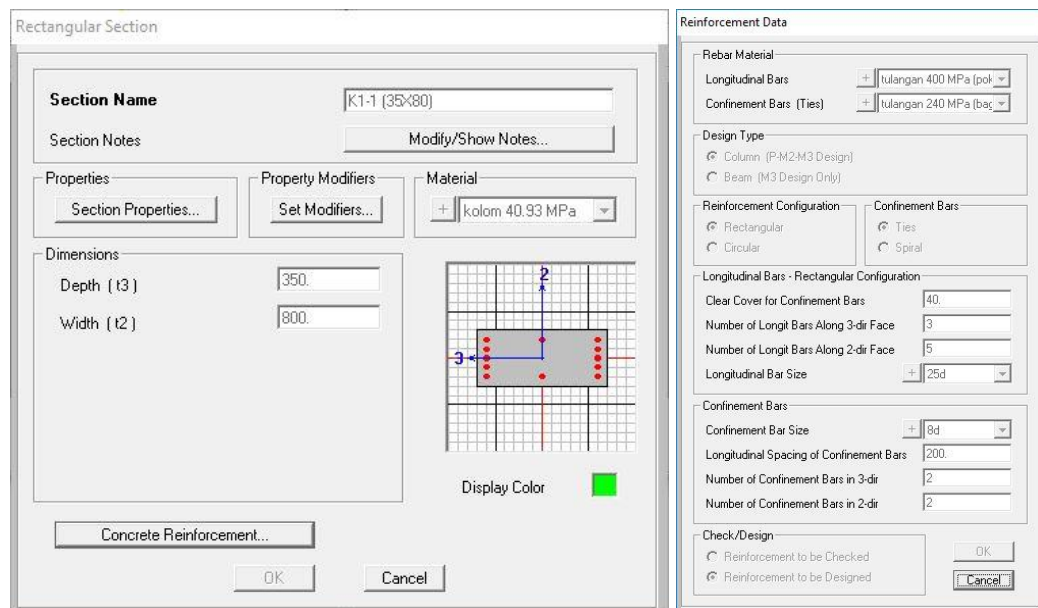 Rectangular Section
Section Name
K1-1 (35X80)
Section Notes
Modify/Show Notes...
Properties
Section Properties...
Property Modifiers
Set Modifiers...
Material
+ kolom 40.93 MPa
Dimensions
Depth ( t3 )
350.
Width ( t2 )
800.
2
3
Display Color
Concrete Reinforcement...
OK
Cancel
Reinforcement Data
Rebar Material
Longitudinal Bars
+ tulangan 400 MPa (pok
Confinement Bars (Ties)
+ tulangan 240 MPa (bag
Design Type
Column (P-M2-M3 Design)
Beam (M3 Design Only)
Reinforcement Configuration
Rectangular
Circular
Confinement Bars
Ties
Spiral
Longitudinal Bars - Rectangular Configuration
Clear Cover for Confinement Bars
40.
Number of Longit Bars Along 3-dir Face
3
Number of Longit Bars Along 2-dir Face
5
Longitudinal Bar Size
+ 25d
Confinement Bars
Confinement Bar Size
+ 8d
Longitudinal Spacing of Confinement Bars
200.
Number of Confinement Bars in 3-dir
2
Number of Confinement Bars in 2-dir
2
Check/Design
Reinforcement to be Checked
Reinforcement to be Designed
OK
Cancel